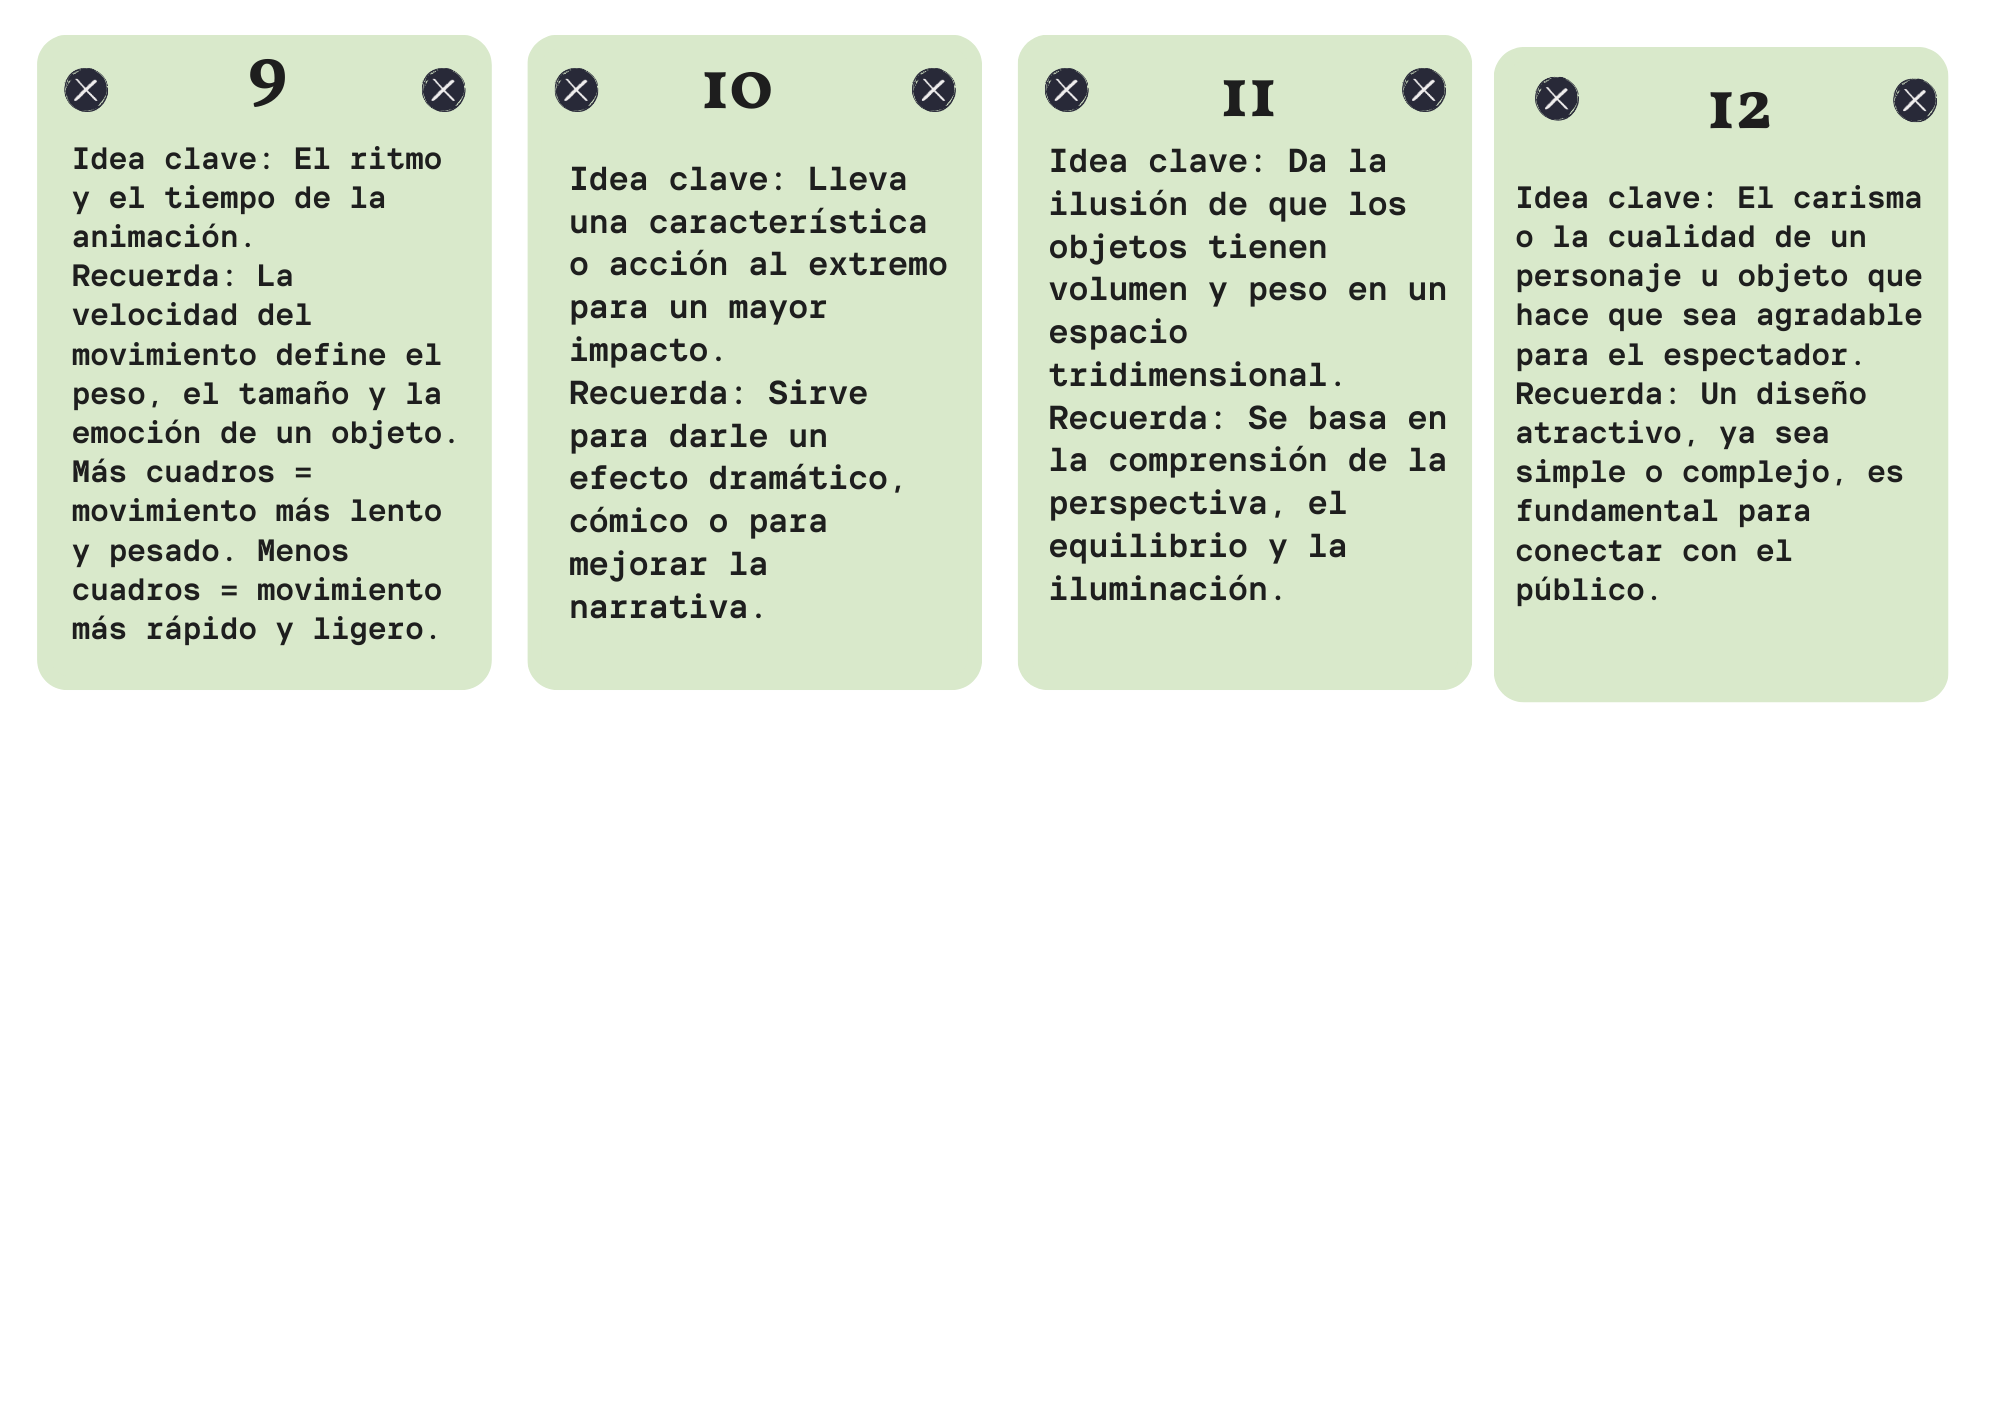 9
Idea clave: El ritmo
y el tiempo de la
animación.
Recuerda: La
velocidad del
movimiento define el
peso, el tamaño y la
emoción de un objeto.
Más cuadros =
movimiento más lento
y pesado. Menos
cuadros = movimiento
más rápido y ligero.
10
Idea clave: Lleva
una característica
o acción al extremo
para un mayor
impacto.
Recuerda: Sirve
para darle un
efecto dramático,
cómico o para
mejorar la
narrativa.
11
Idea clave: Da la
ilusión de que los
objetos tienen
volumen y peso en un
espacio
tridimensional.
Recuerda: Se basa en
la comprensión de la
perspectiva, el
equilibrio y la
iluminación.
12
Idea clave: El carisma
o la cualidad de un
personaje u objeto que
hace que sea agradable
para el espectador.
Recuerda: Un diseño
atractivo, ya sea
simple o complejo, es
fundamental para
conectar con el
público.